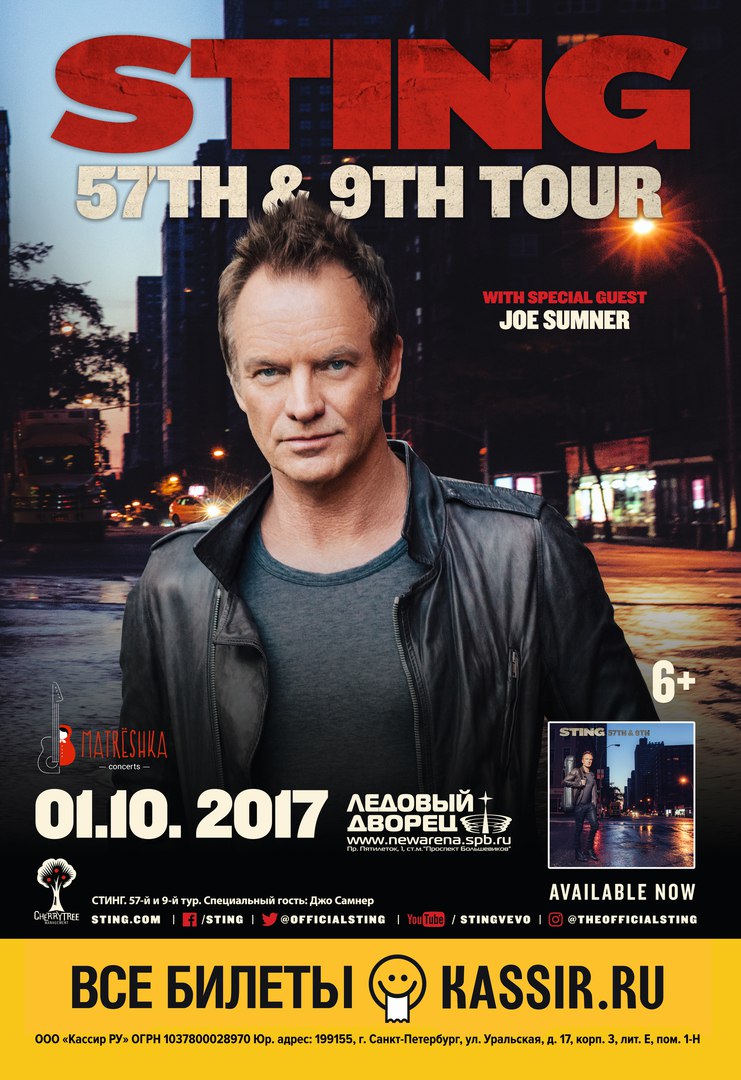 STING
57TH & 9TH TOUR
WITH SPECIAL GUEST
JOE SUMNER
6+
MATRЁSHKA
concerts
STING 57TH & 9TH
01.10. 2017
ЛЕДОВЫЙ
ДВОРЕЦ
www.newarena.spb.ru
Пр. Пятилеток, 1, ст.м."Проспект Большевиков"
AVAILABLE NOW
CHERRYTREE
MANAGEMENT
СТИНГ. 57-й и 9-й тур. Специальный гость: Джо Самнер
STING.COM | /STING | @OFFICIALSTING | YouTube / STINGVEVO | @THEOFFICIALSTING
ВСЕ БИЛЕТЫ KASSIR.RU
ООО «Кассир РУ» ОГРН 1037800028970 Юр. адрес: 199155, г. Санкт-Петербург, ул. Уральская, д. 17, корп. 3, лит. Е, пом. 1-Н